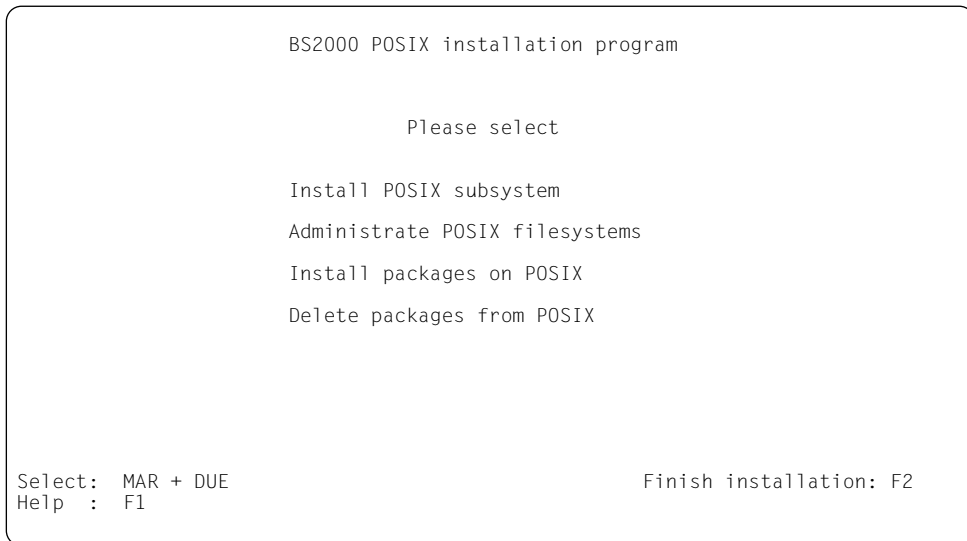 BS2000 POSIX installation program
Please select
Install POSIX subsystem
Administrate POSIX filesystems
Install packages on POSIX
Delete packages from POSIX
Select: MAR + DUE Finish installation: F2
Help : F1